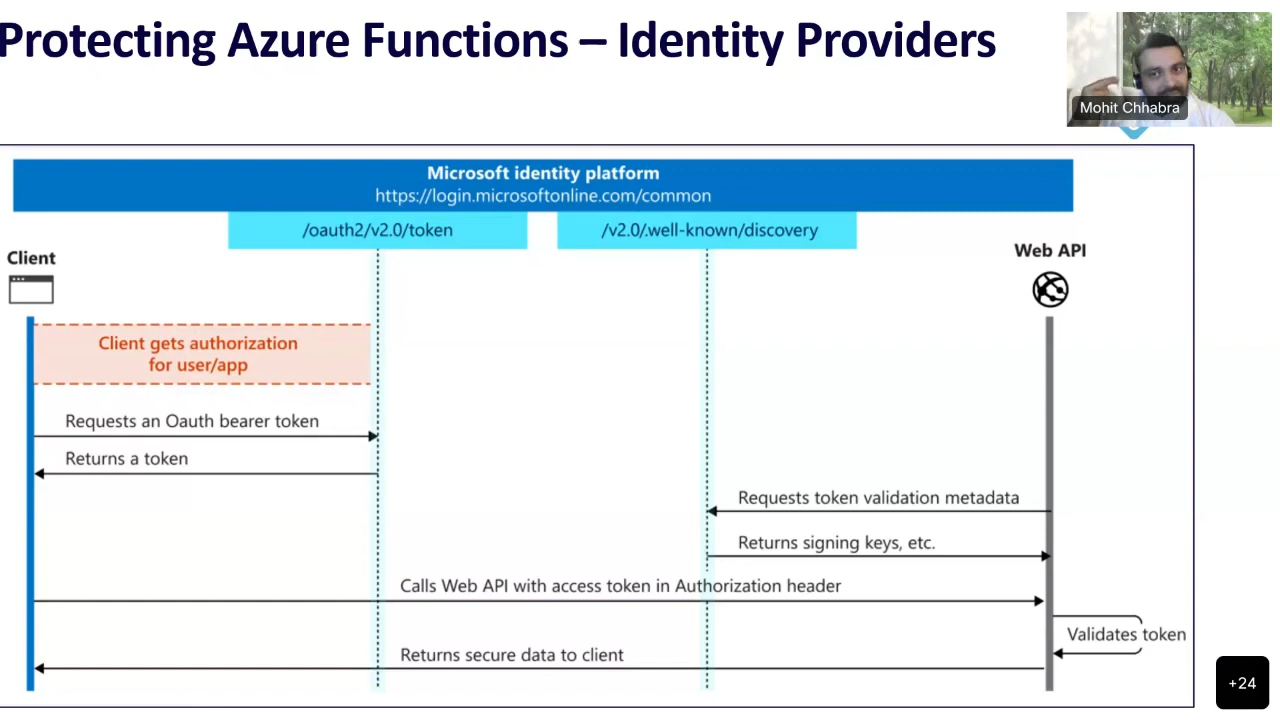 Protecting Azure Functions – Identity Providers
Mohit Chhabra
Microsoft identity platform
https://login.microsoftonline.com/common
/oauth2/v2.0/token
/v2.0/.well-known/discovery
Client
Web API
Client gets authorization
for user/app
Requests an Oauth bearer token
Returns a token
Requests token validation metadata
Returns signing keys, etc.
Calls Web API with access token in Authorization header
Validates token
Returns secure data to client
+24